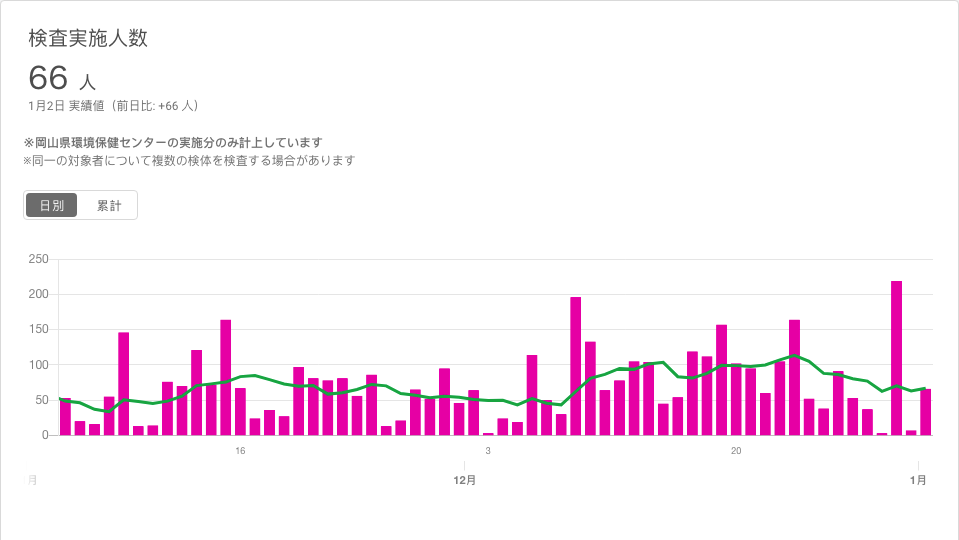 検査実施人数
66 人
1月2日 実績値（前日比: +66 人）
※岡山県環境保健センターの実施分のみ計上しています
※同一の対象者について複数の検体を検査する場合があります
日別 累計
250
200
150
100
50
0
16 3 20
月 12月 1月